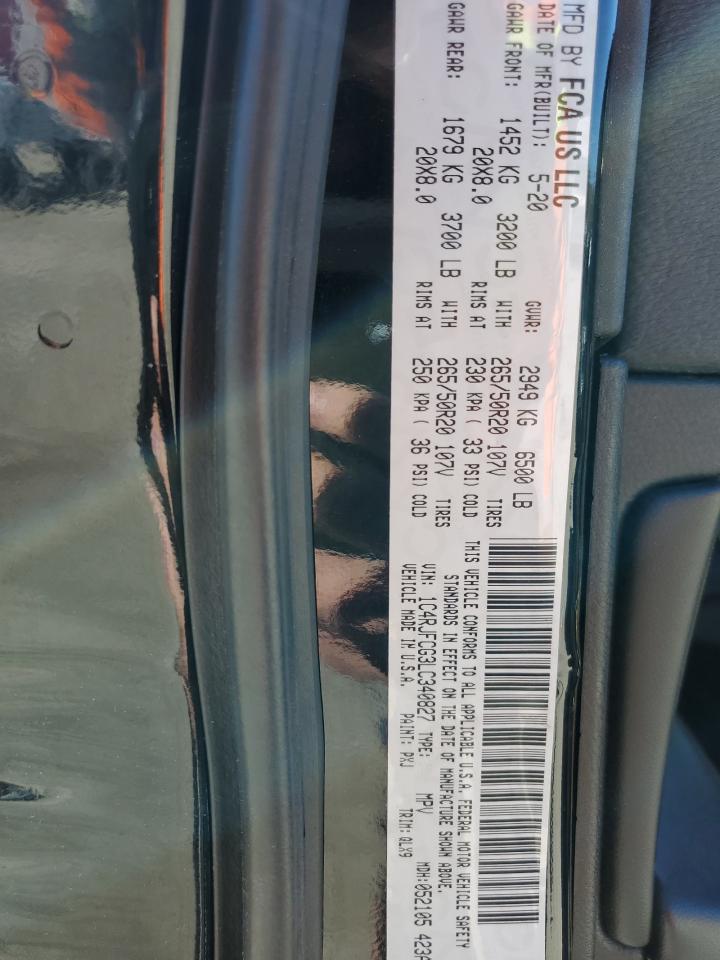 MFD BY FCA US LLC
DATE OF MFR(BUILT): 5-20 GVWR: 2949 KG 6500 LB
GAWR FRONT: 1452 KG 3200 LB WITH 265/50R20 107V TIRES
20X8.0 RIMS AT 230 KPA ( 33 PSI) COLD
GAWR REAR: 1679 KG 3700 LB WITH 265/50R20 107V TIRES
20X8.0 RIMS AT 250 KPA ( 36 PSI) COLD
THIS VEHICLE CONFORMS TO ALL APPLICABLE U.S.A. FEDERAL MOTOR VEHICLE SAFETY
STANDARDS IN EFFECT ON THE DATE OF MANUFACTURE SHOWN ABOVE.
VIN: 1C4RJFCG3LC340827 TYPE: MPV MDH:052105 423A
VEHICLE MADE IN U.S.A. PAINT: PXJ TRIM: QLX9